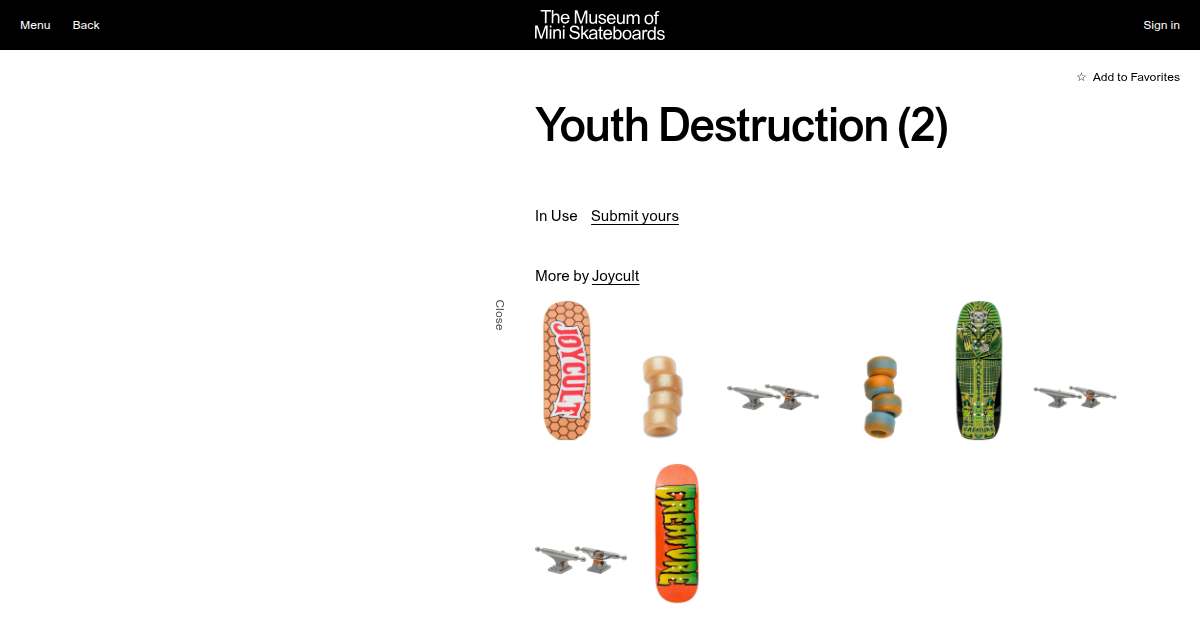 Menu
Back
The Museum of
Mini Skateboards
Sign in
☆ Add to Favorites
Youth Destruction (2)
In Use
Submit yours
More by Joycult
Close
JOYCULT
CREATURE